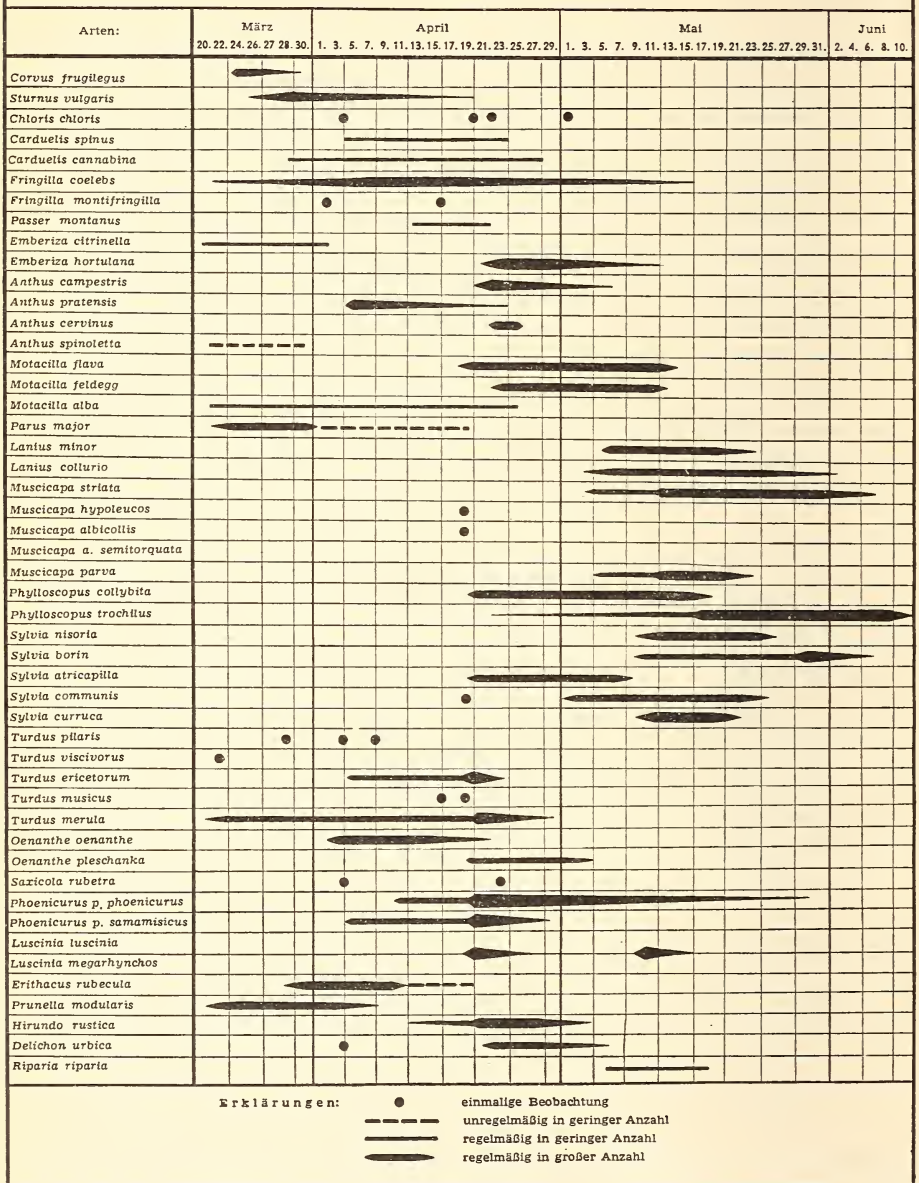 Arten:
März
April
Mai
Juni
20. 22. 24. 26. 27. 28. 30. 1. 3. 5. 7. 9. 11. 13. 15. 17. 19. 21. 23. 25. 27. 29. 1. 3. 5. 7. 9. 11. 13. 15. 17. 19. 21. 23. 25. 27. 29. 31. 2. 4. 6. 8. 10.
Corvus frugilegus
Sturnus vulgaris
Chloris chloris
Carduelis spinus
Carduelis cannabina
Fringilla coelebs
Fringilla montifringilla
Passer montanus
Emberiza citrinella
Emberiza hortulana
Anthus campestris
Anthus pratensis
Anthus cervinus
Anthus spinoletta
Motacilla flava
Motacilla feldegg
Motacilla alba
Parus major
Lanius minor
Lanius collurio
Muscicapa striata
Muscicapa hypoleucos
Muscicapa albicollis
Muscicapa a. semitorquata
Muscicapa parva
Phylloscopus collybita
Phylloscopus trochilus
Sylvia nisoria
Sylvia borin
Sylvia atricapilla
Sylvia communis
Sylvia curruca
Turdus pilaris
Turdus viscivorus
Turdus ericetorum
Turdus musicus
Turdus merula
Oenanthe oenanthe
Oenanthe pleschanka
Saxicola rubetra
Phoenicurus p. phoenicurus
Phoenicurus p. samamisicus
Luscinia luscinia
Luscinia megarhynchos
Erithacus rubecula
Prunella modularis
Hirundo rustica
Delichon urbica
Riparia riparia
Erklärungen:
einmalige Beobachtung
unregelmäßig in geringer Anzahl
regelmäßig in geringer Anzahl
regelmäßig in großer Anzahl